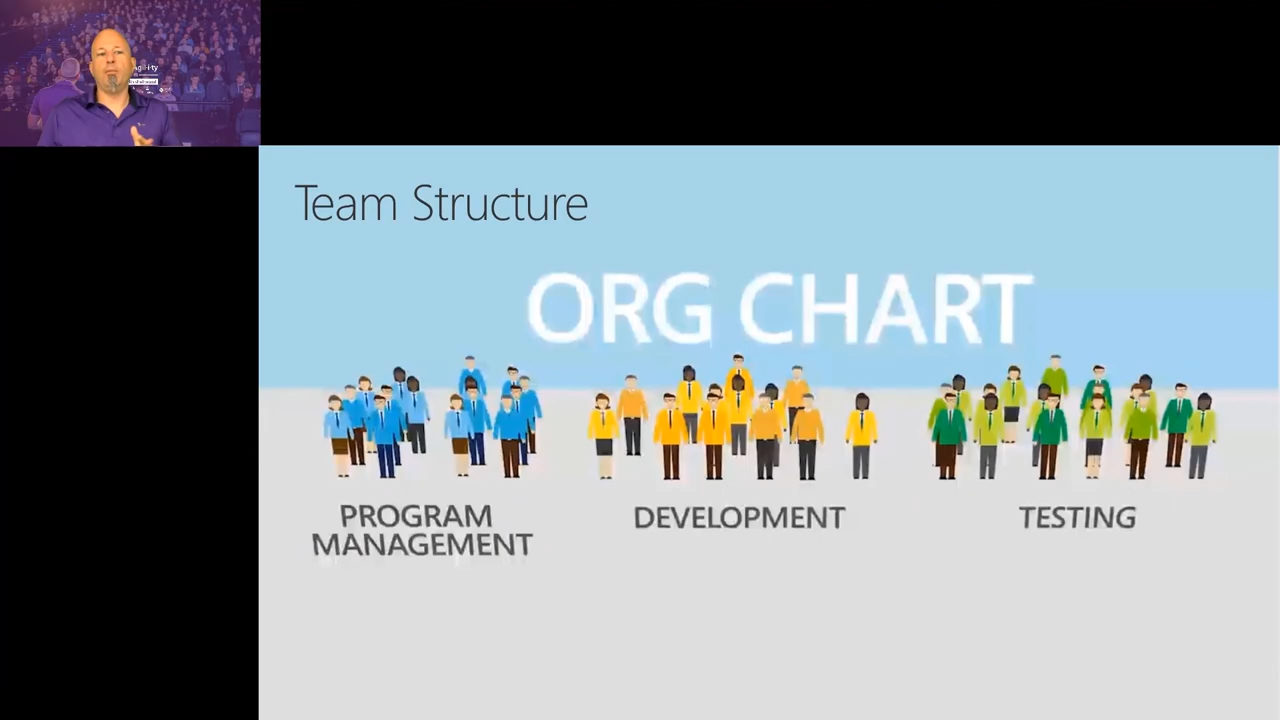 Team Structure
ORG CHART
PROGRAM
MANAGEMENT
DEVELOPMENT
TESTING